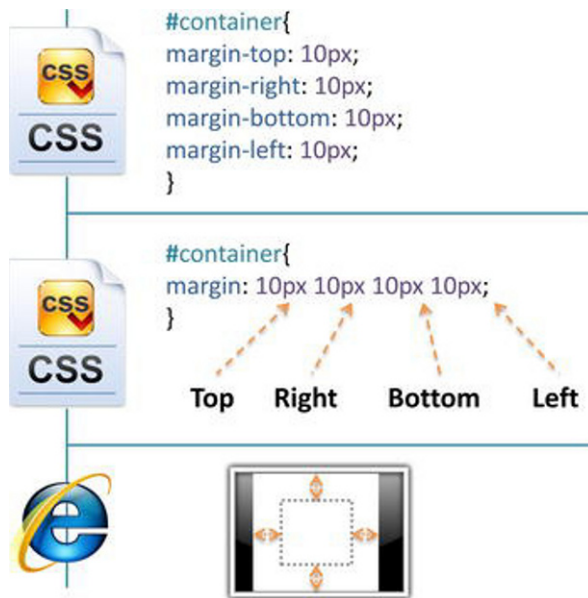 #container{
margin-top: 10px;
margin-right: 10px;
margin-bottom: 10px;
margin-left: 10px;
}
CSS
CSS
#container{
margin: 10px 10px 10px 10px;
}
CSS
CSS
Top Right Bottom Left